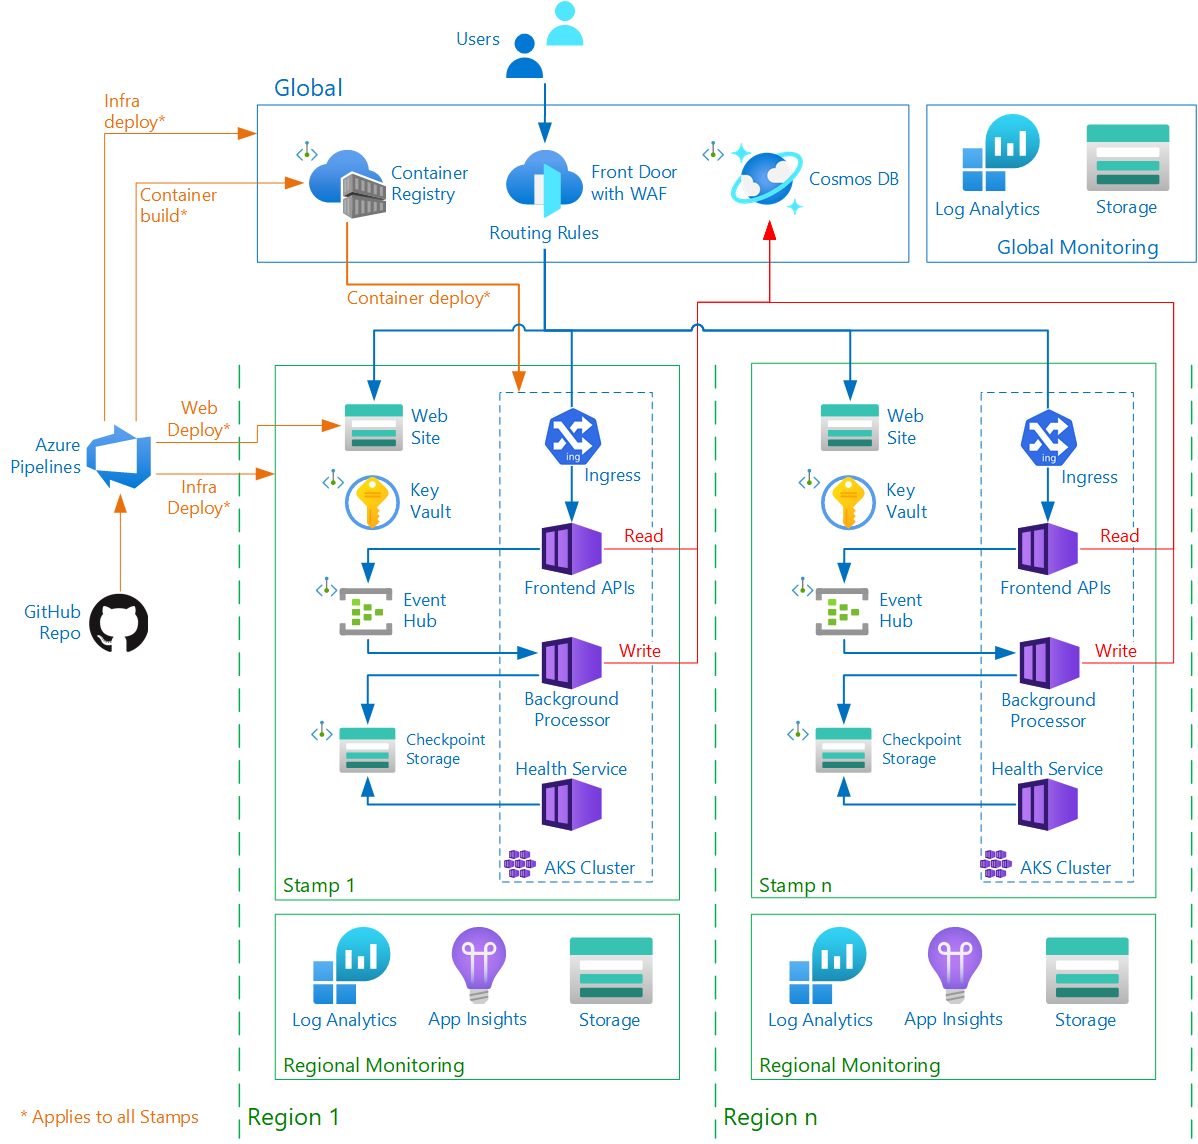 Users
Global
Infra
deploy*
Container
build*
Container
Registry
Front Door
with WAF
Routing Rules
Cosmos DB
Log Analytics
Storage
Global Monitoring
Container deploy*
Azure
Pipelines
Web
Deploy*
Infra
Deploy*
GitHub
Repo
Web
Site
ing
Ingress
Key
Vault
Read
Frontend APIs
Event
Hub
Write
Background
Processor
Checkpoint
Storage
Health Service
AKS Cluster
Stamp 1
Log Analytics
App Insights
Storage
Regional Monitoring
Region 1
Web
Site
ing
Ingress
Key
Vault
Read
Frontend APIs
Event
Hub
Write
Background
Processor
Checkpoint
Storage
Health Service
AKS Cluster
Stamp n
Log Analytics
App Insights
Storage
Regional Monitoring
Region n
* Applies to all Stamps